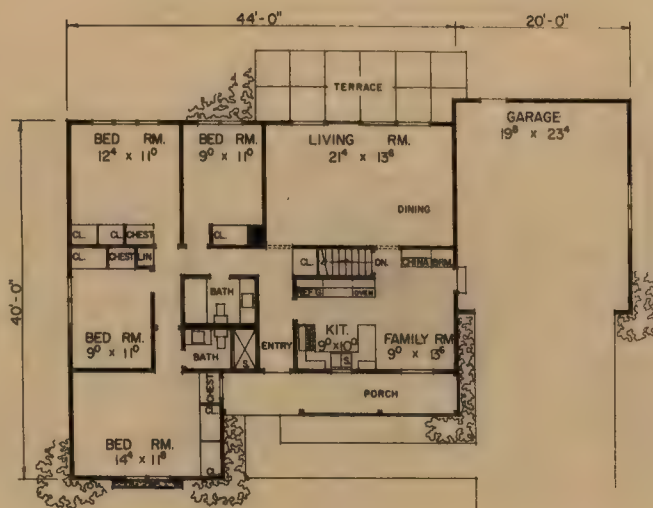 44'-0"
20'-0"
TERRACE
GARAGE
19⁸ x 23⁴
BED RM.
12⁴ x 11⁰
BED RM.
9⁰ x 11⁰
LIVING RM.
21⁴ x 13⁶
DINING
40'-0"
CL.
CL.
CHEST
CL.
CL.
CHEST
LIN
CL.
DN.
CHINA
BRM.
BATH
OVEN
BED RM.
9⁰ x 11⁰
BATH
S.
ENTRY
KIT.
9⁰ x 10⁰
S.
FAMILY RM.
9⁰ x 13⁶
CHEST
PORCH
BED RM.
14⁴ x 11⁸